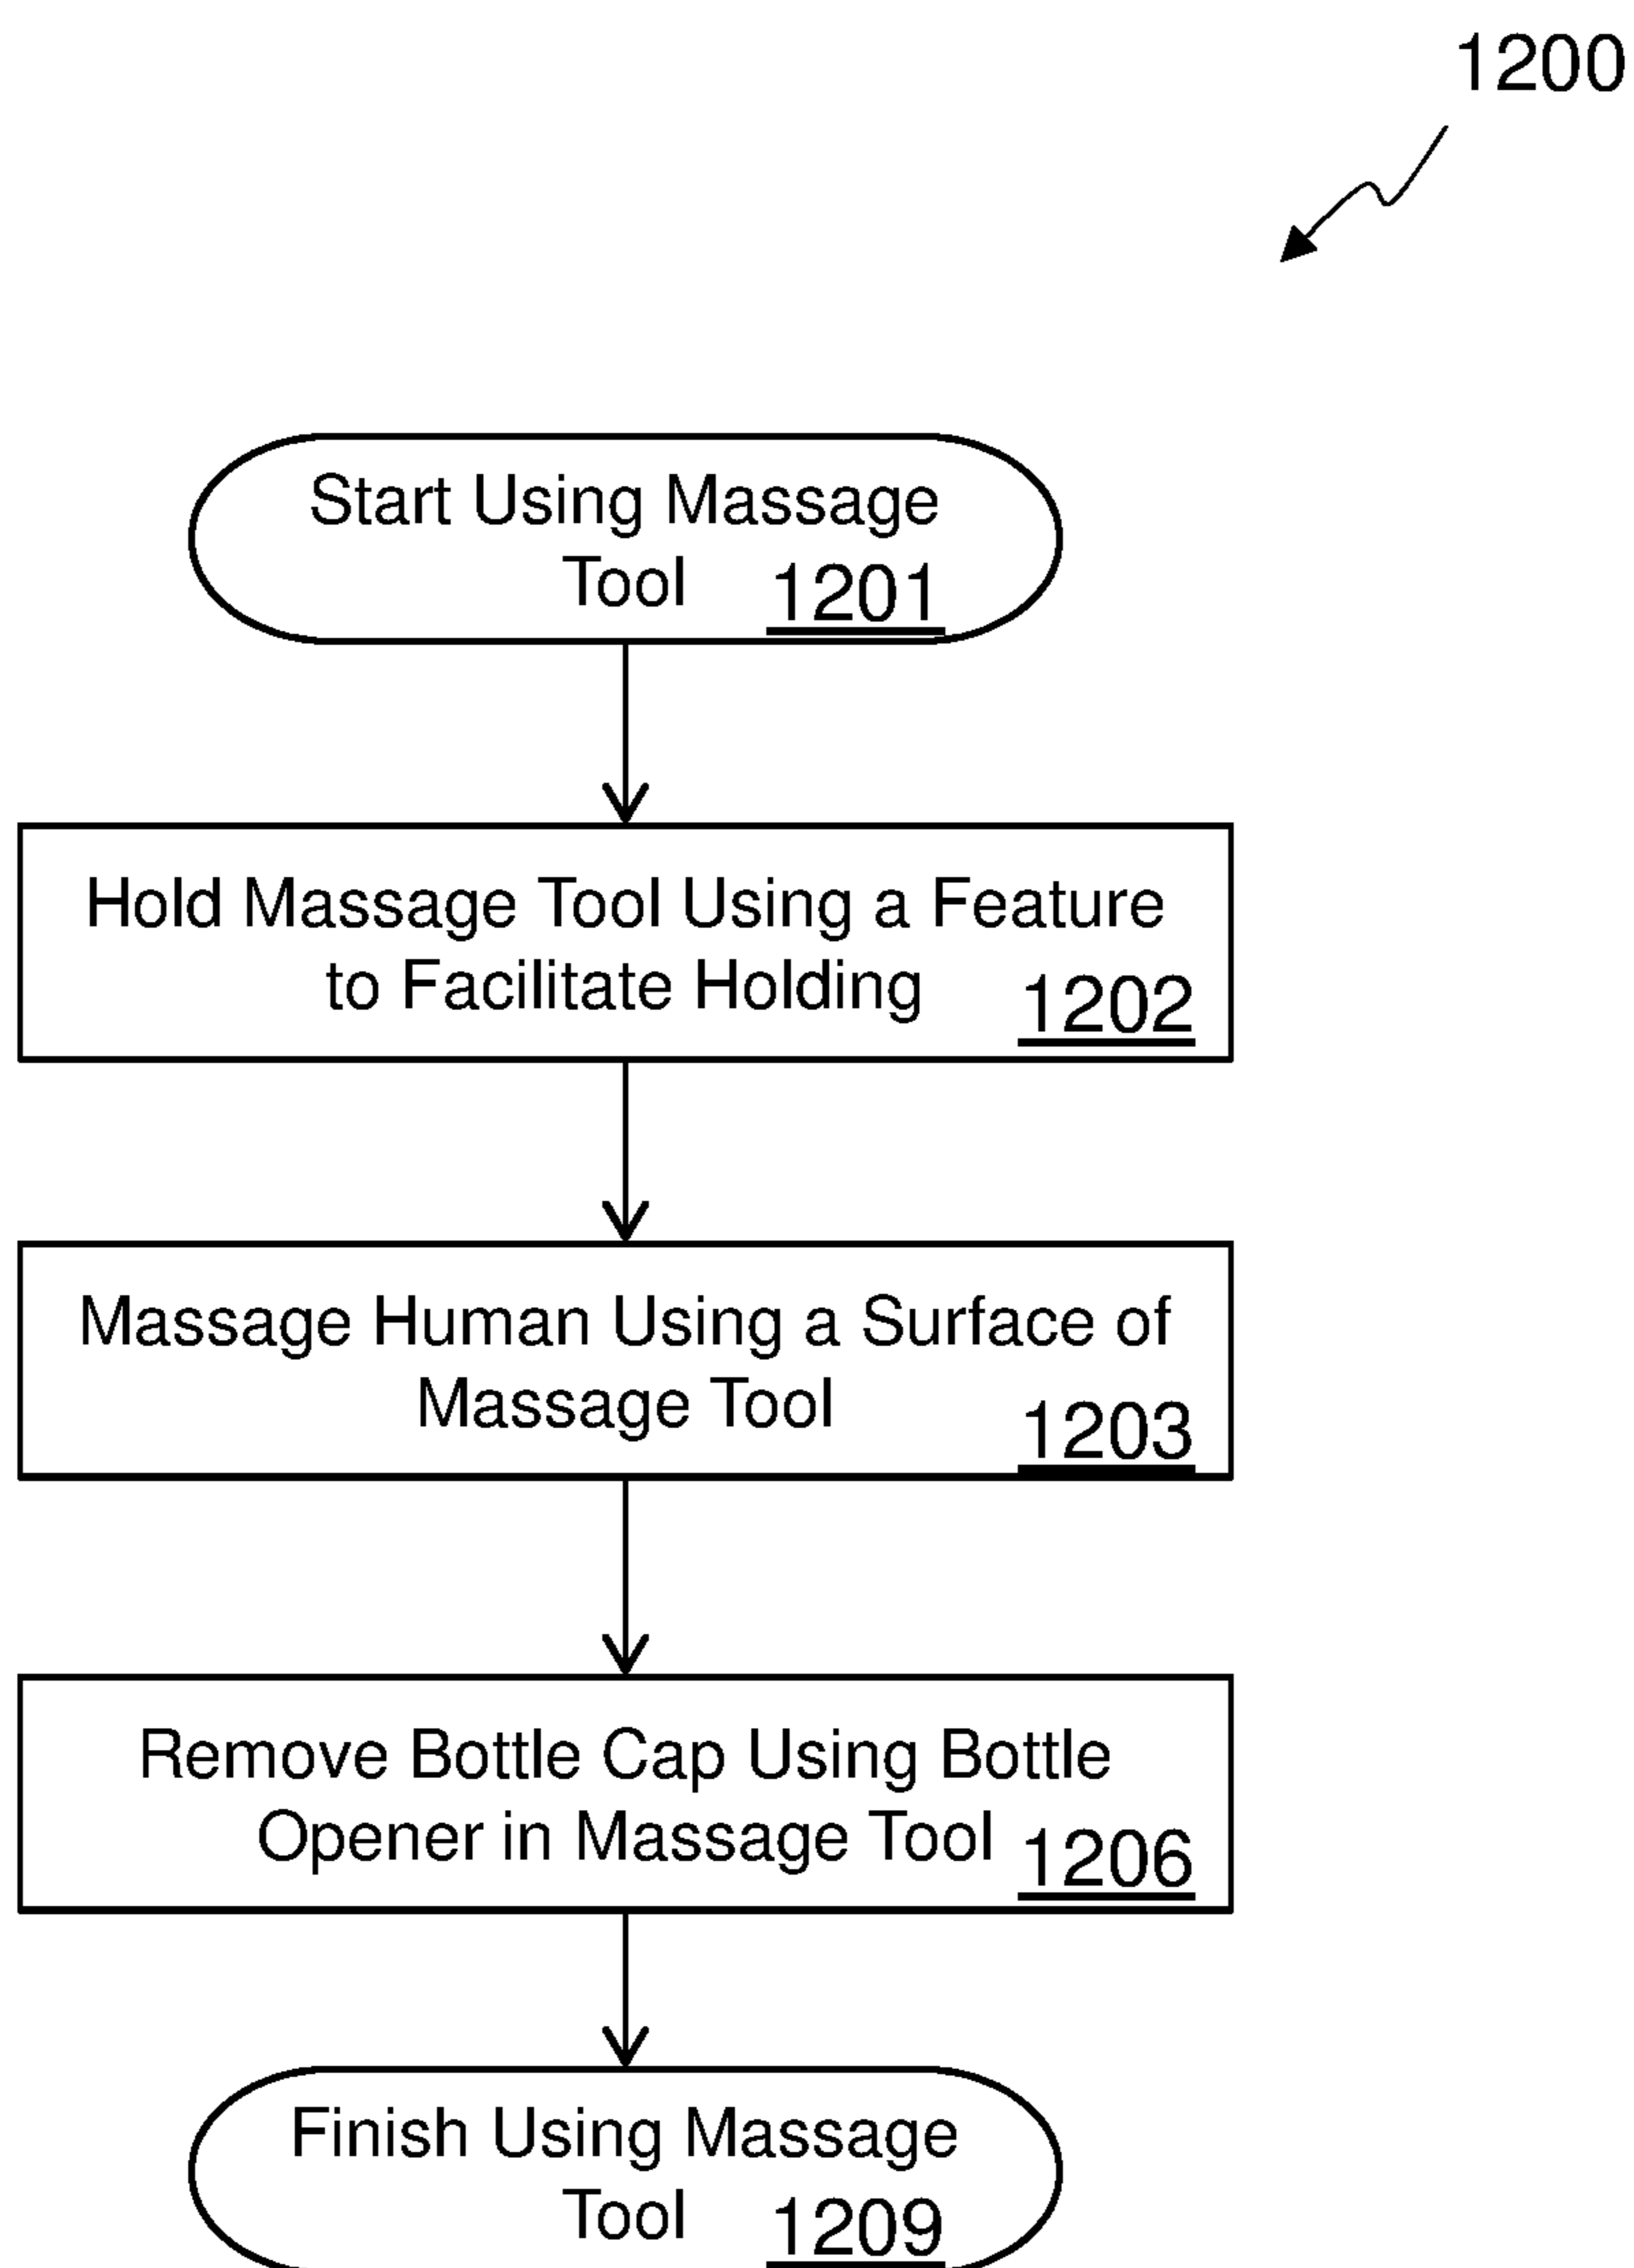 1200
Start Using Massage
Tool 1201
Hold Massage Tool Using a Feature
to Facilitate Holding 1202
Massage Human Using a Surface of
Massage Tool 1203
Remove Bottle Cap Using Bottle
Opener in Massage Tool 1206
Finish Using Massage
Tool 1209